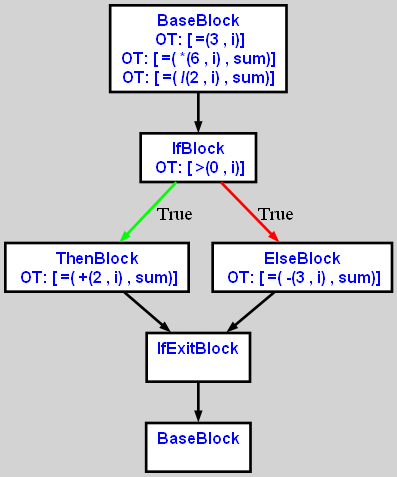 BaseBlock
OT: [ =(3 , i)]
OT: [ =( *(6 , i) , sum)]
OT: [ =( /(2 , i) , sum)]
IfBlock
OT: [ >(0 , i)]
True
True
ThenBlock
OT: [ =( +(2 , i) , sum)]
ElseBlock
OT: [ =( -(3 , i) , sum)]
IfExitBlock
BaseBlock